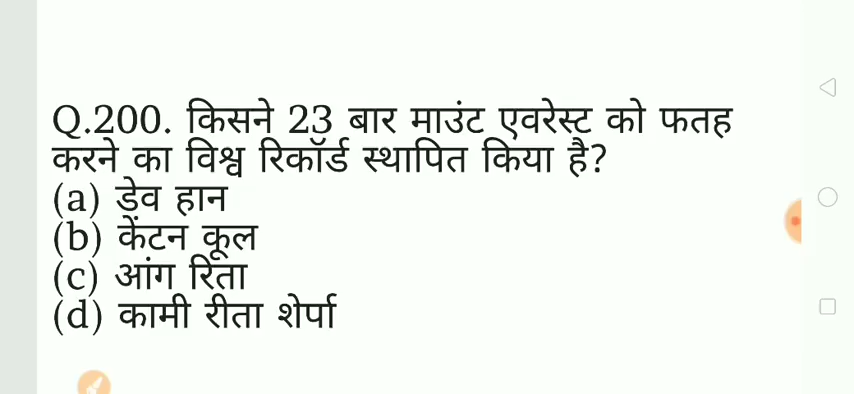 Q.200. किसने 23 बार माउंट एवरेस्ट को फतह
करने का विश्व रिकॉर्ड स्थापित किया है?
(a) डेव हान
(b) केंटन कूल
(c) आंग रिता
(d) कामी रीता शेर्पा